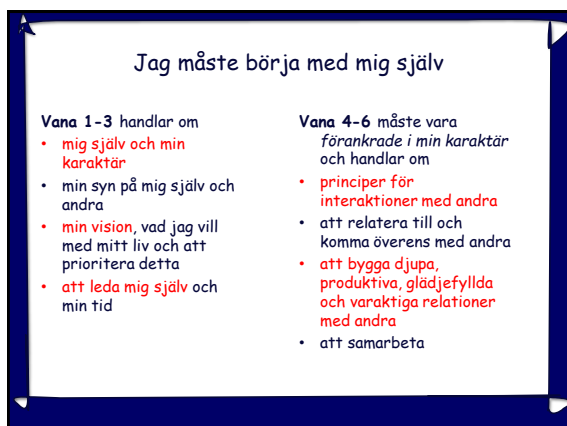 Jag måste börja med mig själv
Vana 1-3 handlar om
• mig själv och min
karaktär
• min syn på mig själv och
andra
• min vision, vad jag vill
med mitt liv och att
prioritera detta
• att leda mig själv och
min tid
Vana 4-6 måste vara
förankrade i min karaktär
och handlar om
• principer för
interaktioner med andra
• att relatera till och
komma överens med andra
• att bygga djupa,
produktiva, glädjefyllda
och varaktiga relationer
med andra
• att samarbeta